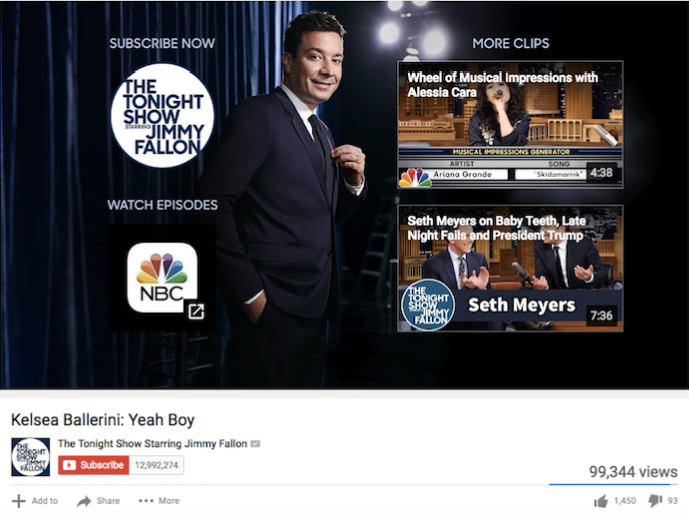 SUBSCRIBE NOW
THE
TONIGHT
SHOW
STARRING
JIMMY
FALLON
WATCH EPISODES
NBC
MORE CLIPS
Wheel of Musical Impressions with
Alessia Cara
MUSICAL IMPRESSIONS GENERATOR
ARTIST SONG
Ariana Grande "Skidamarink"
4:38
Seth Meyers on Baby Teeth, Late
Night Fails and President Trump
THE
TONIGHT
SHOW
JIMMY
FALLON
Seth Meyers
7:36
Kelsea Ballerini: Yeah Boy
THE
TONIGHT
SHOW
JIMMY
FALLON
The Tonight Show Starring Jimmy Fallon
Subscribe 12,992,274
99,344 views
Add to Share More
1,450 93